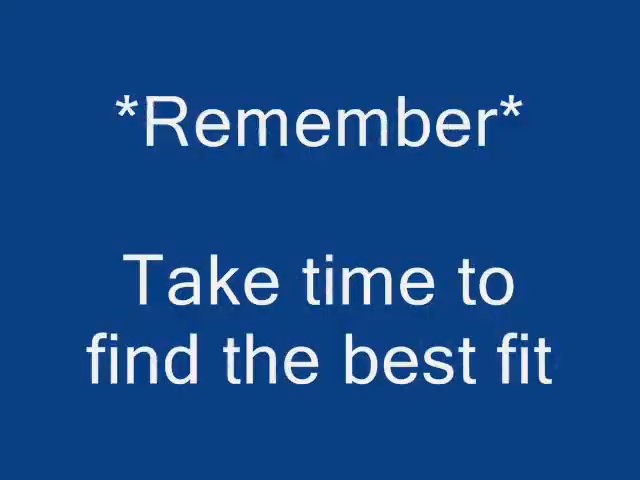 *Remember*
Take time to
find the best fit